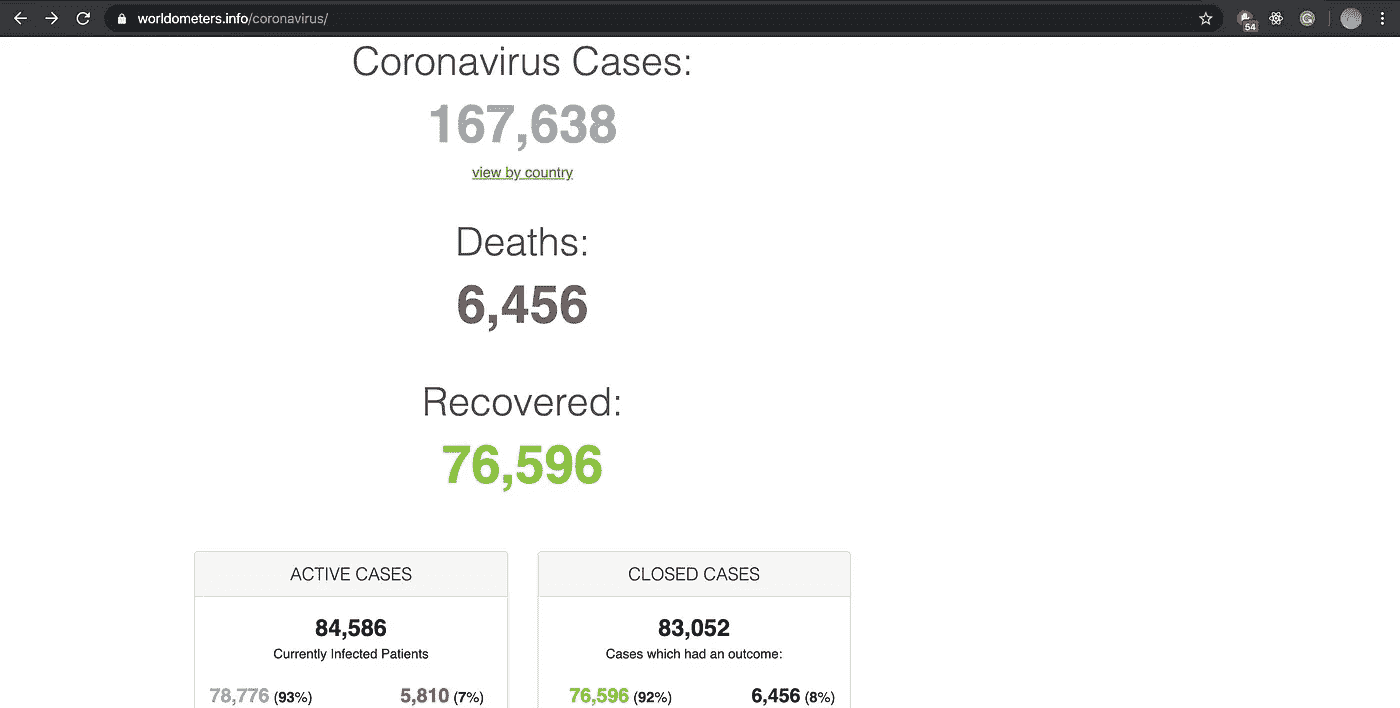 worldometers.info/coronavirus/
54
Coronavirus Cases:
167,638
view by country
Deaths:
6,456
Recovered:
76,596
ACTIVE CASES
84,586
Currently Infected Patients
78,776 (93%) 5,810 (7%)
CLOSED CASES
83,052
Cases which had an outcome:
76,596 (92%) 6,456 (8%)